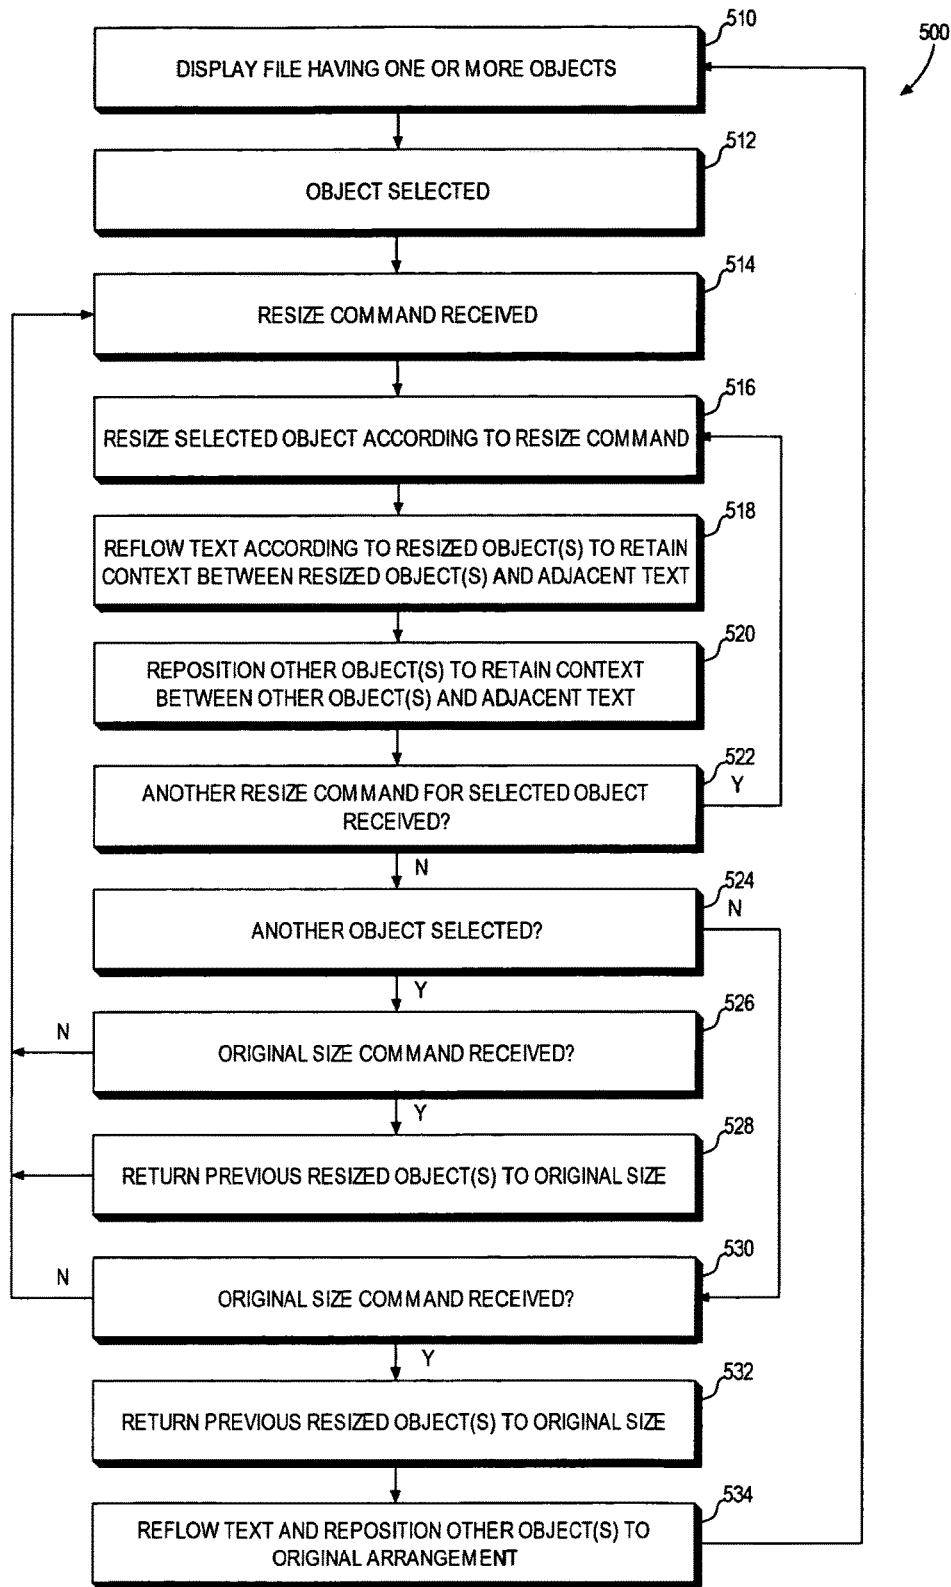 510
500
DISPLAY FILE HAVING ONE OR MORE OBJECTS
512
OBJECT SELECTED
514
RESIZE COMMAND RECEIVED
516
RESIZE SELECTED OBJECT ACCORDING TO RESIZE COMMAND
518
REFLOW TEXT ACCORDING TO RESIZED OBJECT(S) TO RETAIN
CONTEXT BETWEEN RESIZED OBJECT(S) AND ADJACENT TEXT
520
REPOSITION OTHER OBJECT(S) TO RETAIN CONTEXT
BETWEEN OTHER OBJECT(S) AND ADJACENT TEXT
522
ANOTHER RESIZE COMMAND FOR SELECTED OBJECT
RECEIVED?
Y
N
524
ANOTHER OBJECT SELECTED?
N
Y
526
N
ORIGINAL SIZE COMMAND RECEIVED?
Y
528
RETURN PREVIOUS RESIZED OBJECT(S) TO ORIGINAL SIZE
530
N
ORIGINAL SIZE COMMAND RECEIVED?
Y
532
RETURN PREVIOUS RESIZED OBJECT(S) TO ORIGINAL SIZE
534
REFLOW TEXT AND REPOSITION OTHER OBJECT(S) TO
ORIGINAL ARRANGEMENT